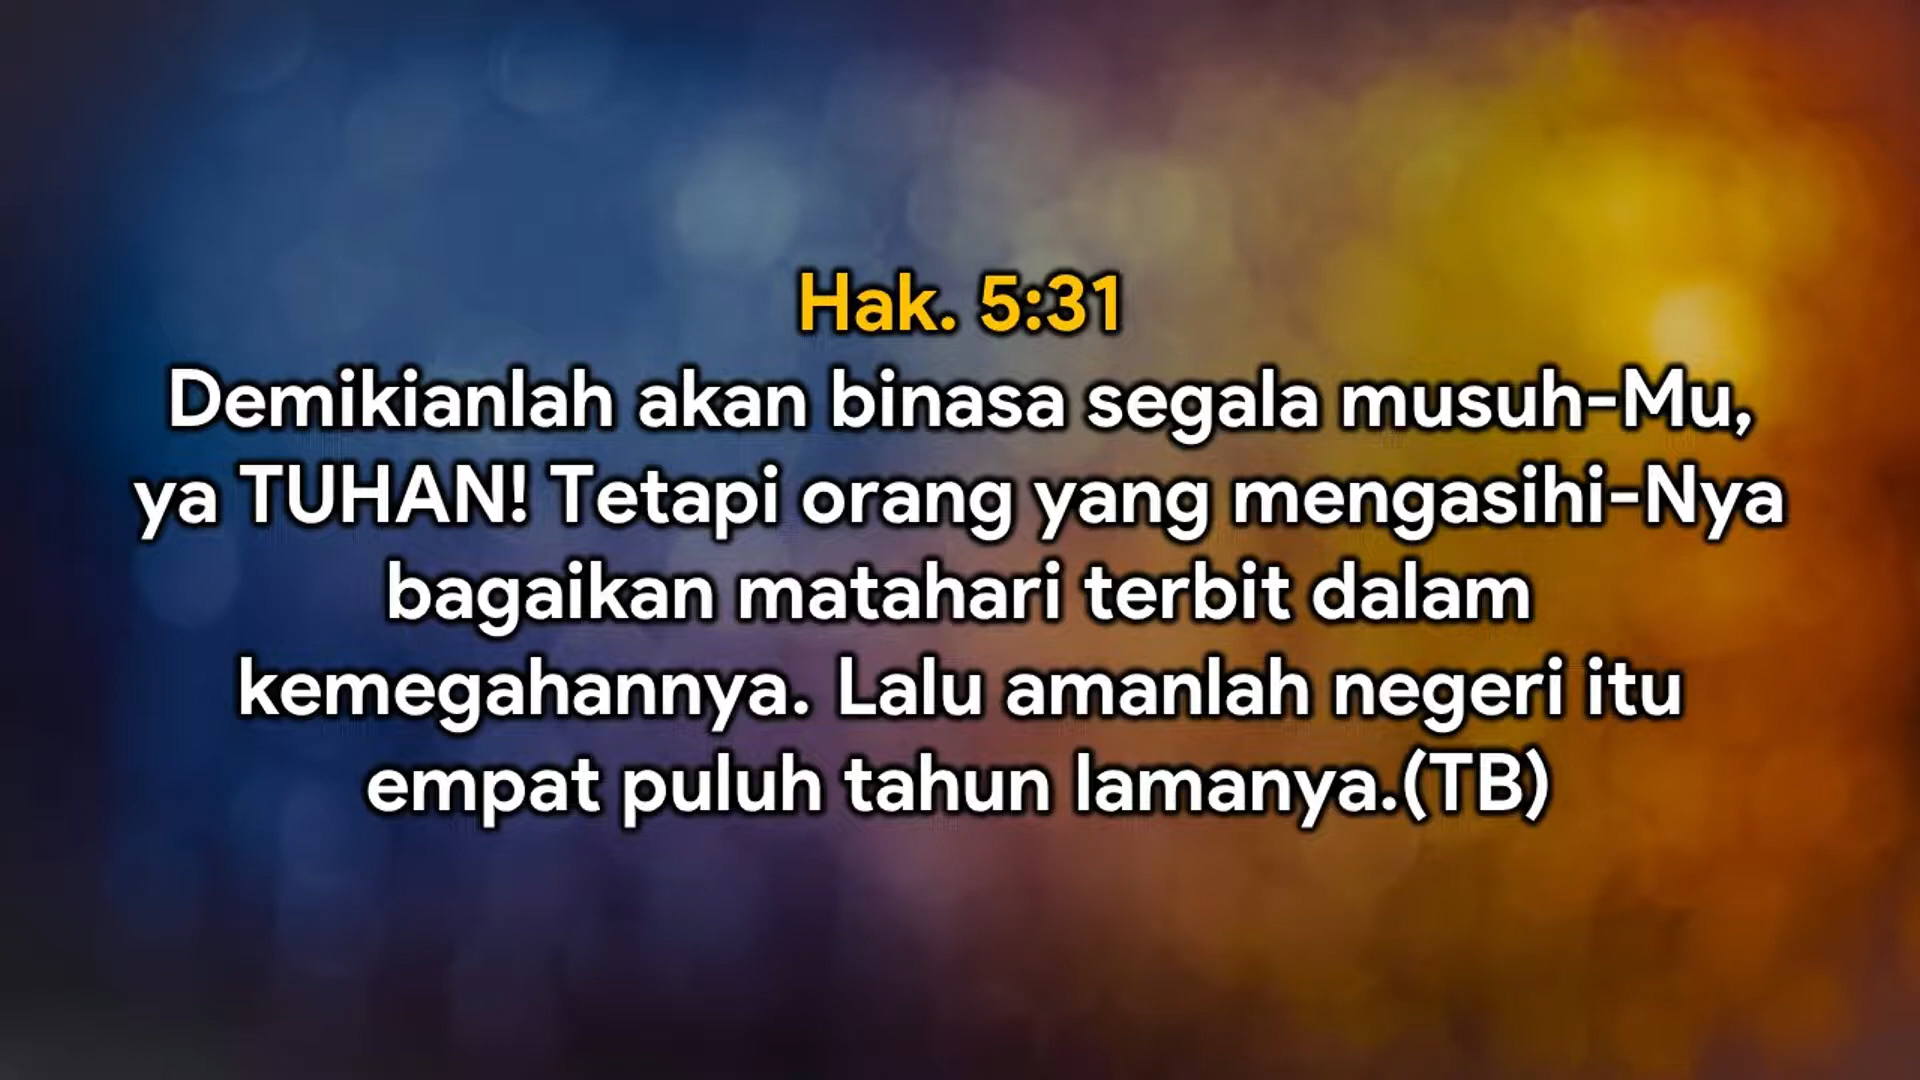 Hak. 5:31
Demikianlah akan binasa segala musuh-Mu,
ya TUHAN! Tetapi orang yang mengasihi-Nya
bagaikan matahari terbit dalam
kemegahannya. Lalu amanlah negeri itu
empat puluh tahun lamanya.(TB)